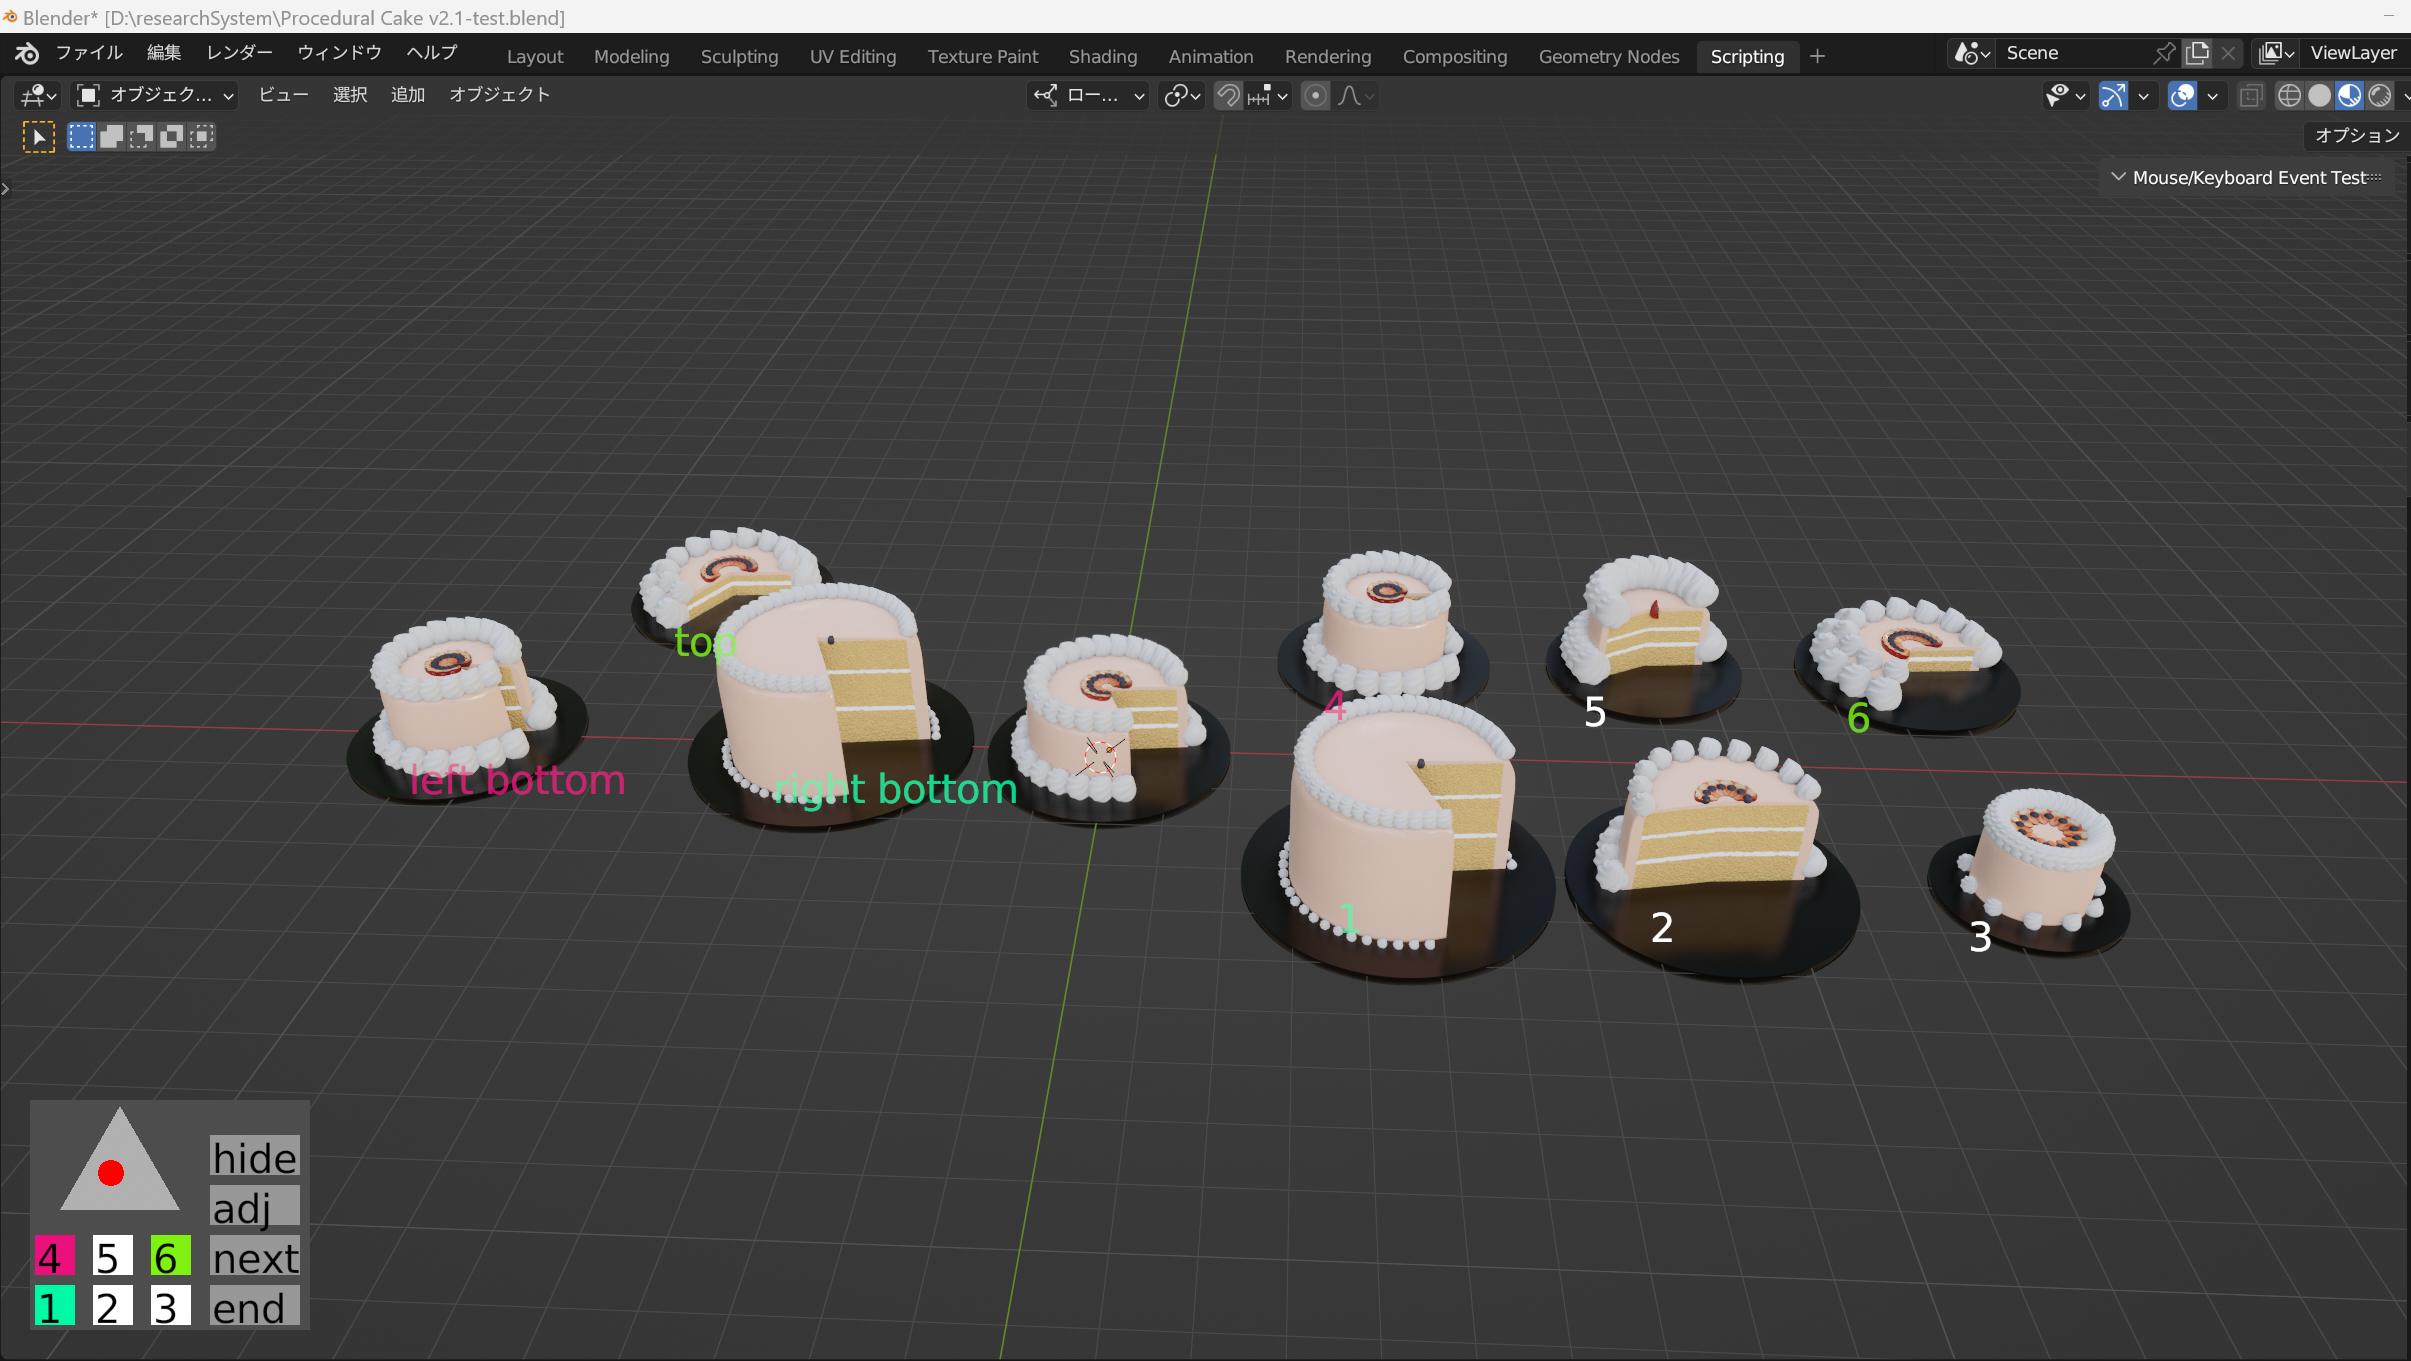 Blender* [D:\researchSystem\Procedural Cake v2.1-test.blend]
ファイル 編集 レンダー ウィンドウ ヘルプ Layout Modeling Sculpting UV Editing Texture Paint Shading Animation Rendering Compositing Geometry Nodes Scripting + Scene ViewLayer
オブジェク... ビュー 選択 追加 オブジェクト ロー...
オプション
Mouse/Keyboard Event Test
top
left bottom
right bottom
4
5
6
1
2
3
hide
adj
4 5 6 next
1 2 3 end